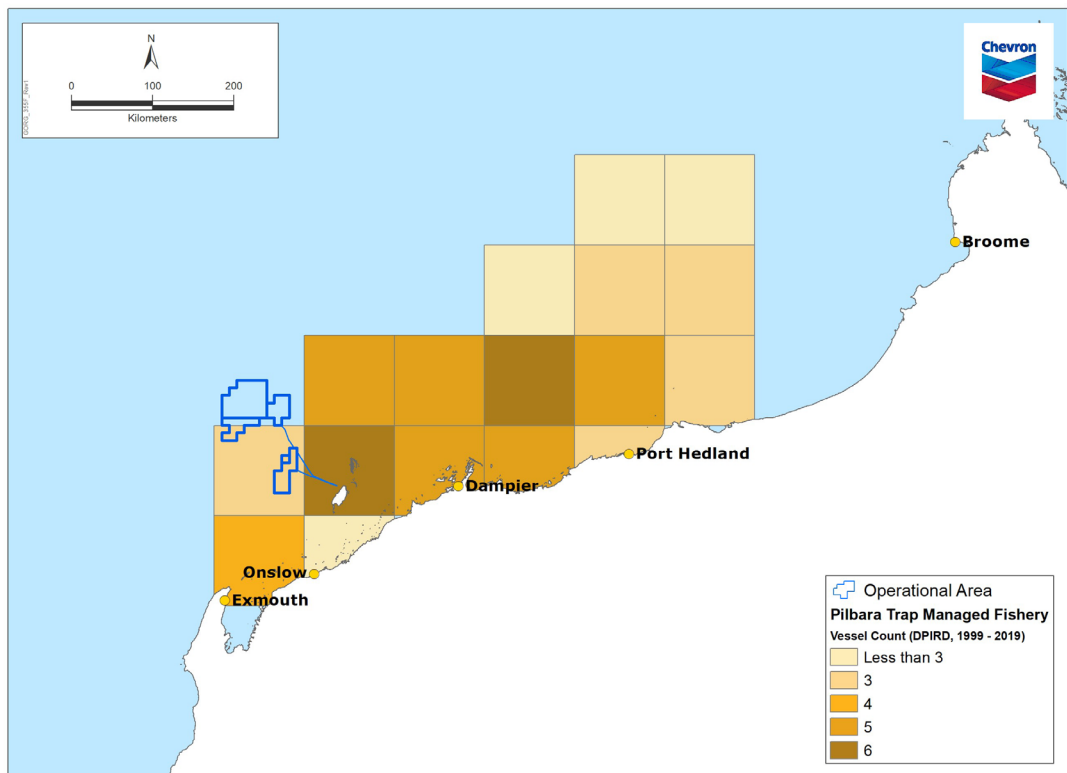 N
0 100 200
Kilometers
GORG_355F_Rev1
Chevron
Broome
Port Hedland
Dampier
Onslow
Exmouth
Operational Area
Pilbara Trap Managed Fishery
Vessel Count (DPIRD, 1999 - 2019)
Less than 3
3
4
5
6